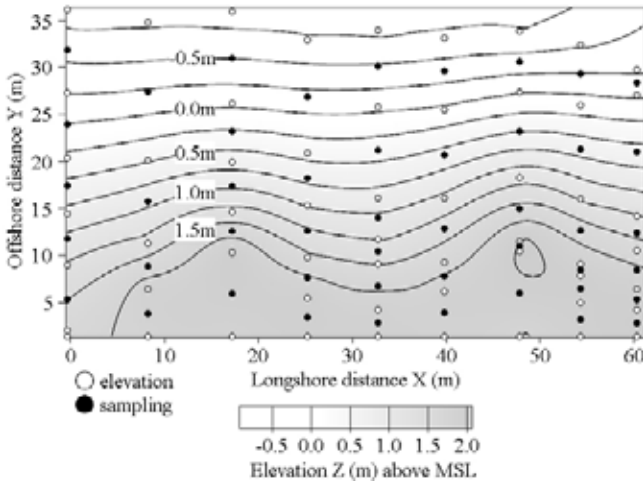 35
30
25
20
15
10
5
Offshore distance Y (m)
0.5m
0.0m
0.5m
1.0m
1.5m
0 10 20 30 40 50 60
Longshore distance X (m)
elevation
sampling
-0.5 0.0 0.5 1.0 1.5 2.0
Elevation Z (m) above MSL